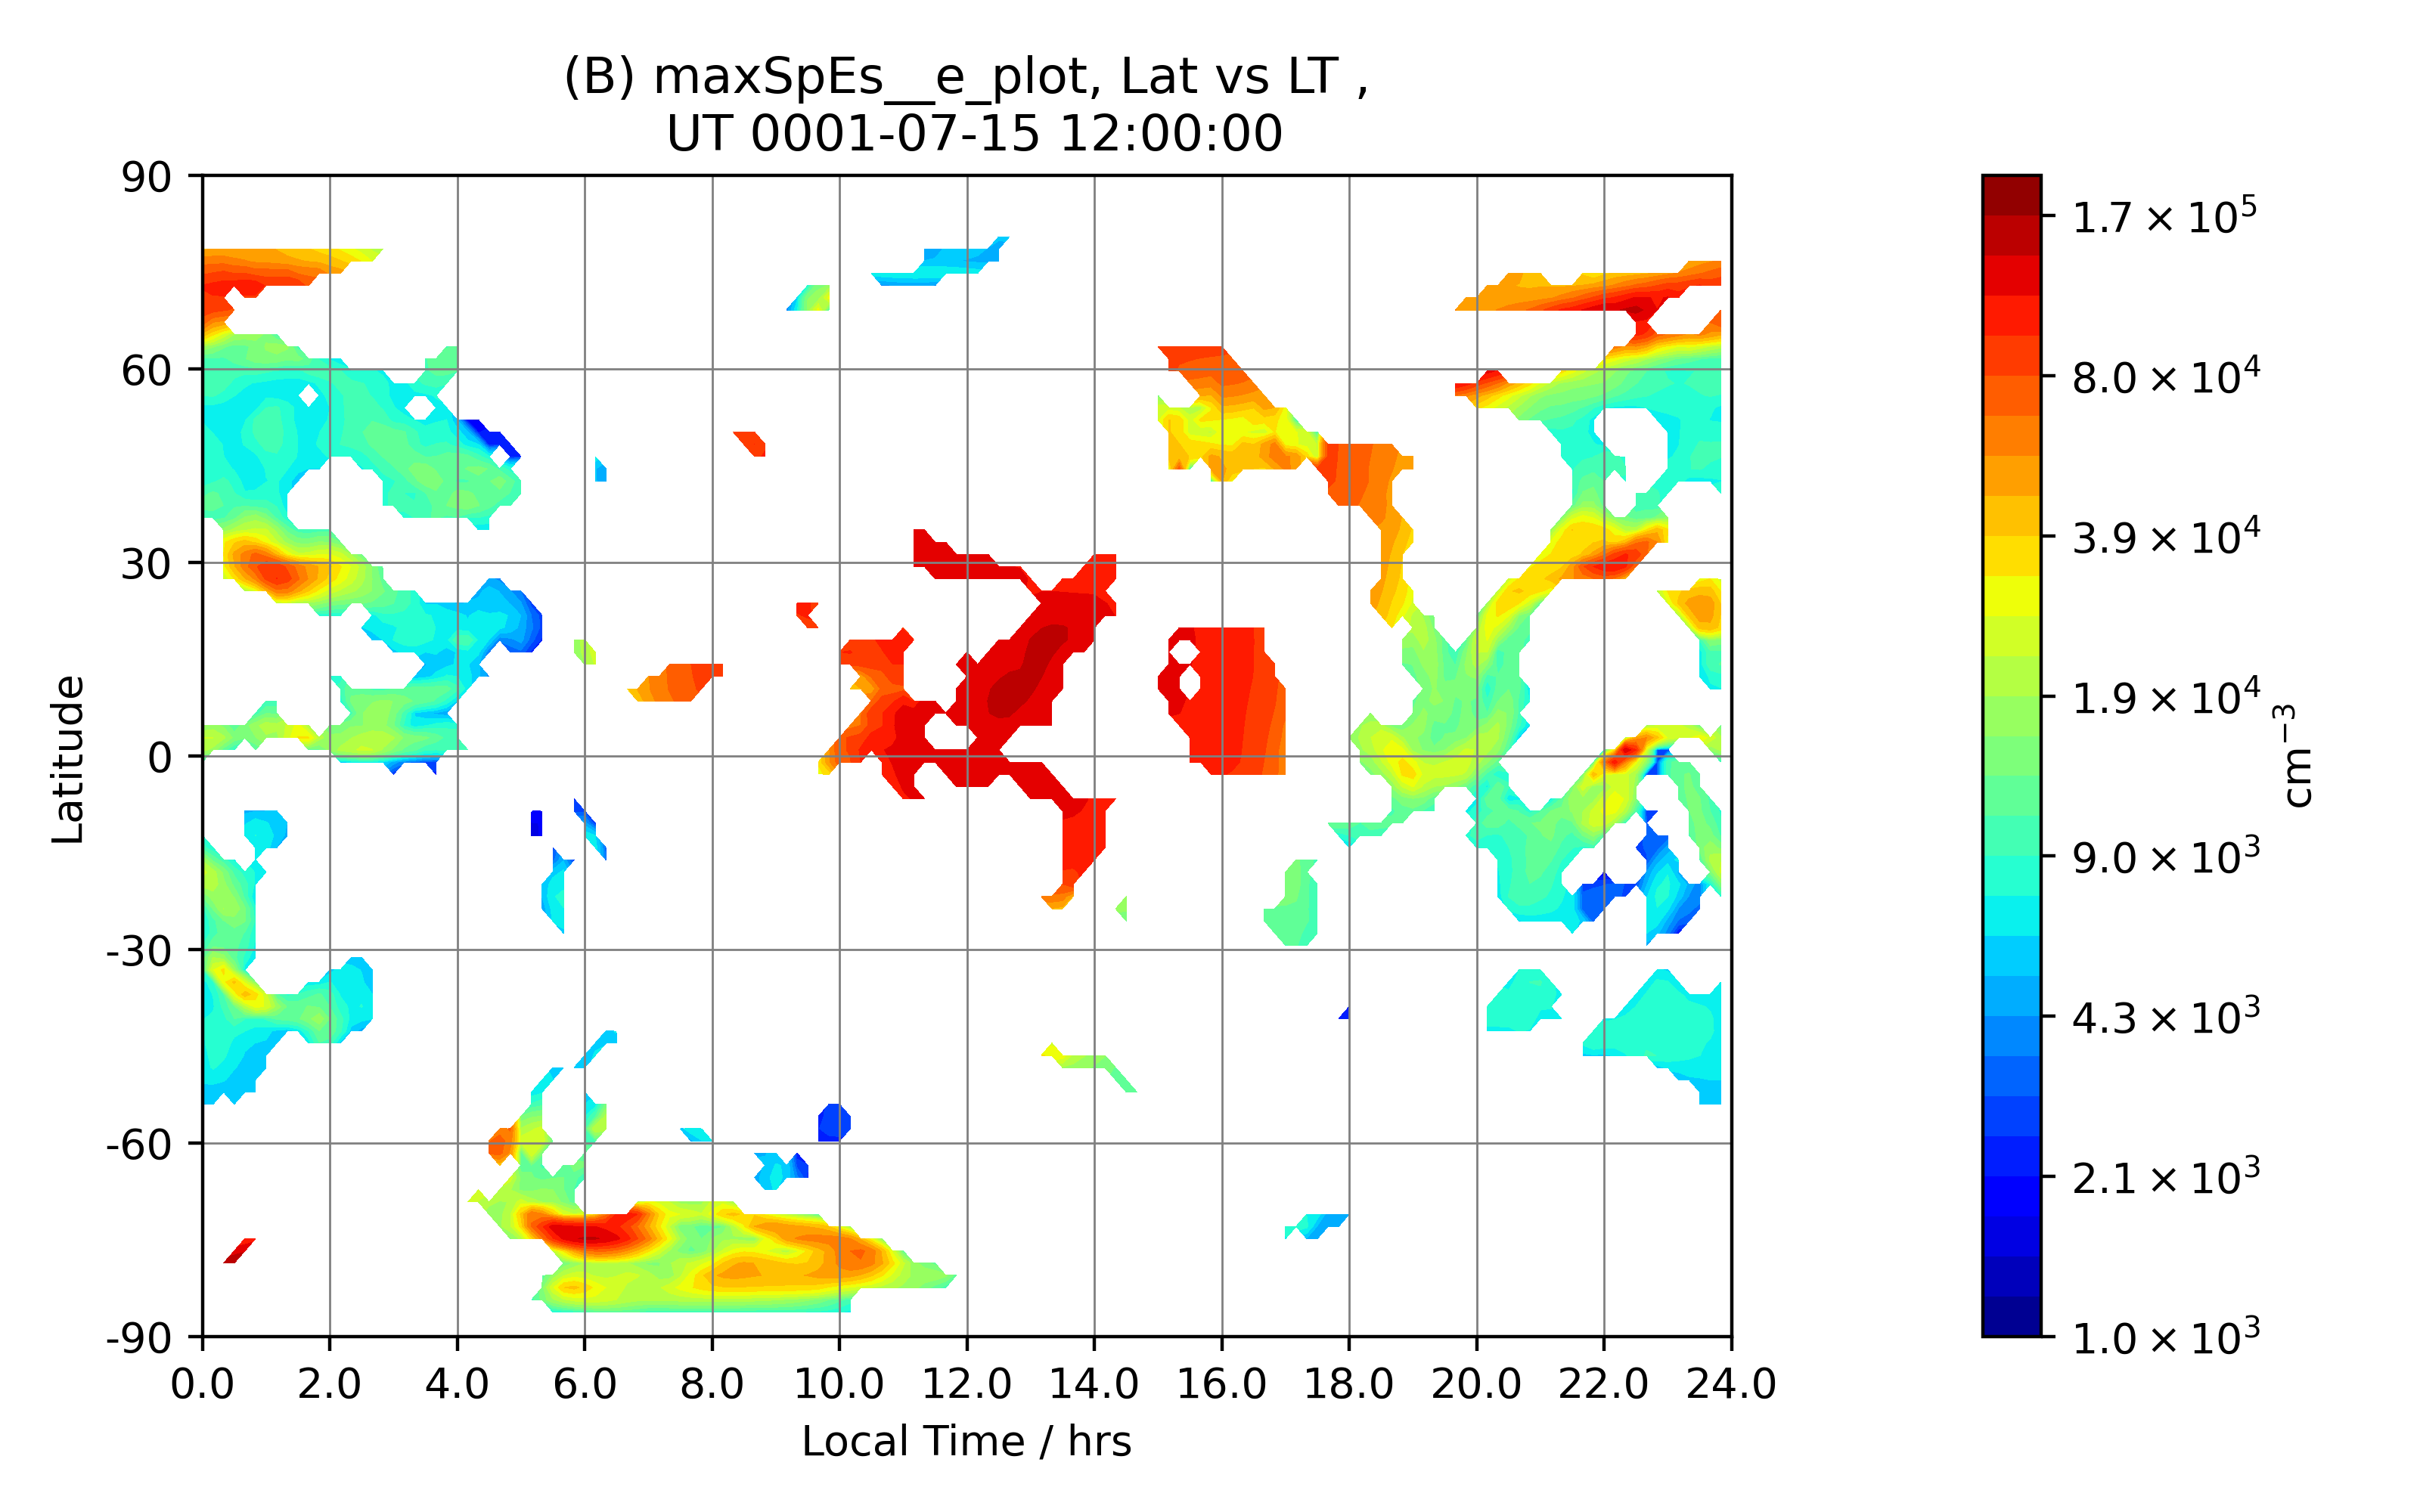 (B) maxSpEs__e_plot, Lat vs LT ,
UT 0001-07-15 12:00:00
90
60
30
0
-30
-60
-90
Latitude
0.0 2.0 4.0 6.0 8.0 10.0 12.0 14.0 16.0 18.0 20.0 22.0 24.0
Local Time / hrs
1.7 × 10⁵
8.0 × 10⁴
3.9 × 10⁴
1.9 × 10⁴
9.0 × 10³
4.3 × 10³
2.1 × 10³
1.0 × 10³
cm⁻³